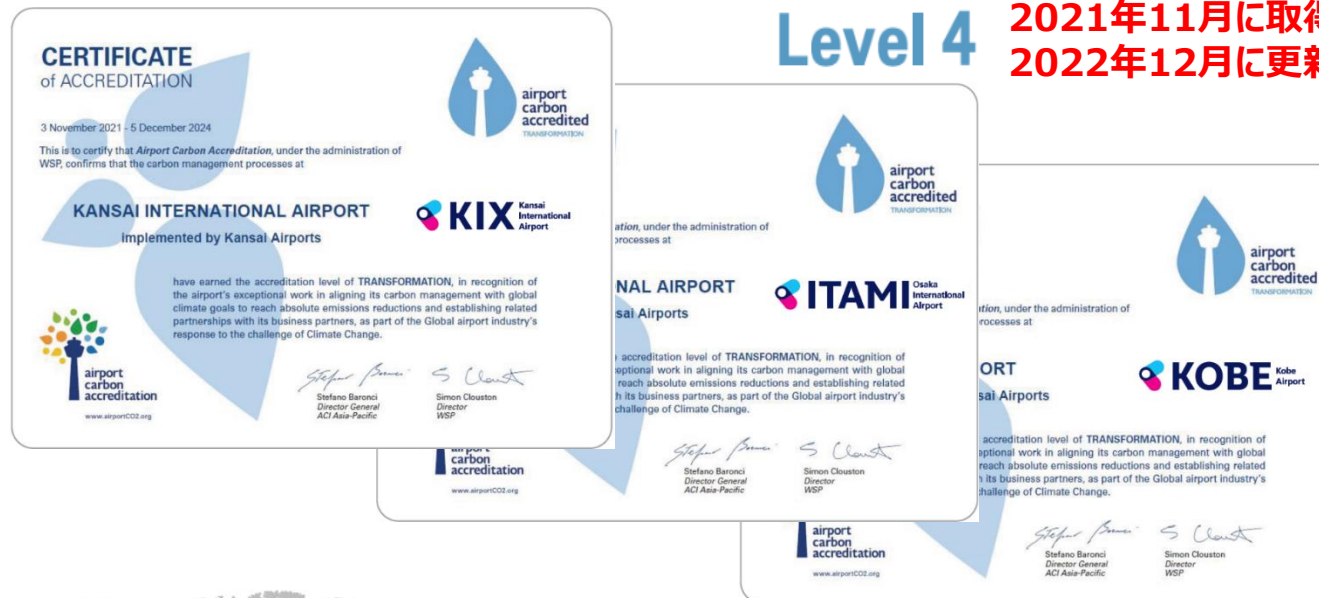 Level 4
2021年11月に取
2022年12月に更
CERTIFICATE
of ACCREDITATION
airport
carbon
accredited
TRANSFORMATION
3 November 2021 - 5 December 2024
This is to certify that Airport Carbon Accreditation, under the administration of
WSP, confirms that the carbon management processes at
KANSAI INTERNATIONAL AIRPORT
implemented by Kansai Airports
KIX Kansai
International
Airport
have earned the accreditation level of TRANSFORMATION, in recognition of
the airport's exceptional work in aligning its carbon management with global
climate goals to reach absolute emissions reductions and establishing related
partnerships with its business partners, as part of the Global airport industry's
response to the challenge of Climate Change.
airport
carbon
accreditation
www.airportCO2.org
Stefano Baronci
Director General
ACI Asia-Pacific
Simon Clouston
Director
WSP
airport
carbon
accredited
TRANSFORMATION
ation, under the administration of
processes at
NAL AIRPORT
sai Airports
ITAMI Osaka
International
Airport
accreditation level of TRANSFORMATION, in recognition of
eptional work in aligning its carbon management with global
reach absolute emissions reductions and establishing related
h its business partners, as part of the Global airport industry's
challenge of Climate Change.
carbon
accreditation
www.airportCO2.org
Stefano Baronci
Director General
ACI Asia-Pacific
Simon Clouston
Director
WSP
airport
carbon
accredited
TRANSFORMATION
ation, under the administration of
rocesses at
ORT
sai Airports
KOBE Kobe
Airport
accreditation level of TRANSFORMATION, in recognition of
eptional work in aligning its carbon management with global
reach absolute emissions reductions and establishing related
h its business partners, as part of the Global airport industry's
challenge of Climate Change.
airport
carbon
accreditation
www.airportCO2.org
Stefano Baronci
Director General
ACI Asia-Pacific
Simon Clouston
Director
WSP